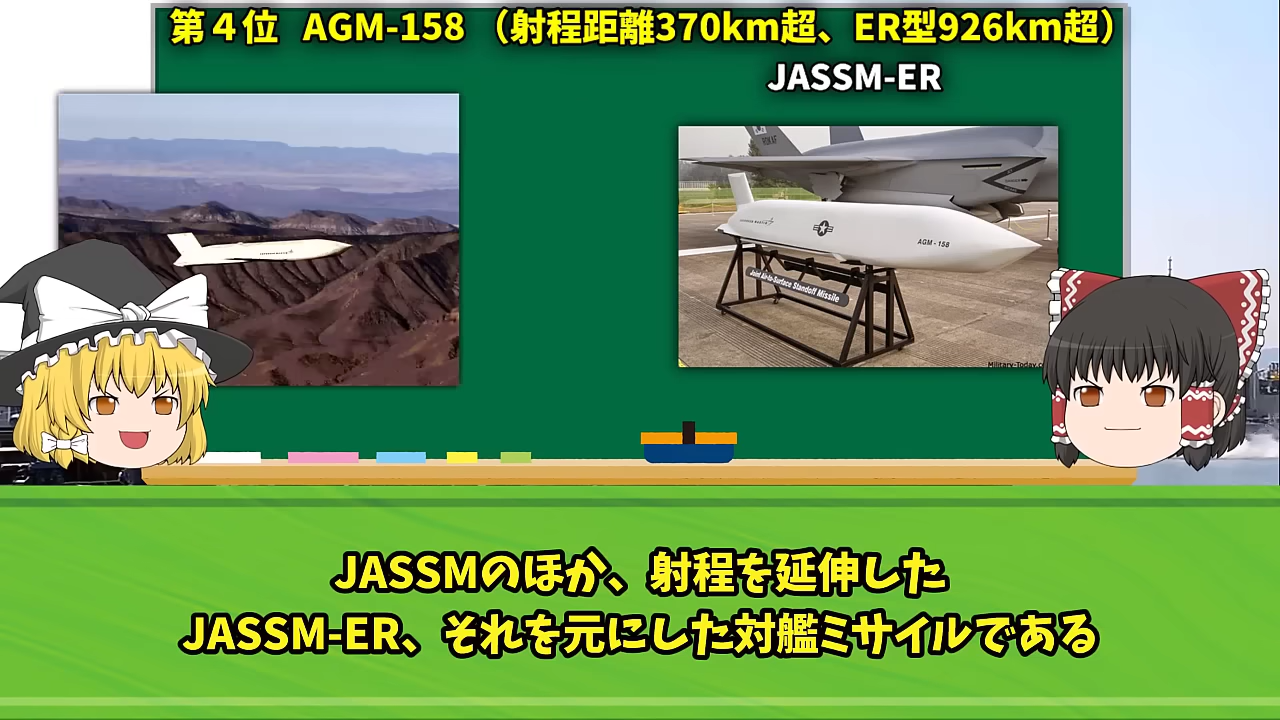 第４位 AGM-158 （射程距離370km超、ER型926km超）
JASSM-ER
AGM - 158
Joint Air-to-Surface Standoff Missile
Military-Today.c
JASSMのほか、射程を延伸した
JASSM-ER、それを元にした対艦ミサイルである